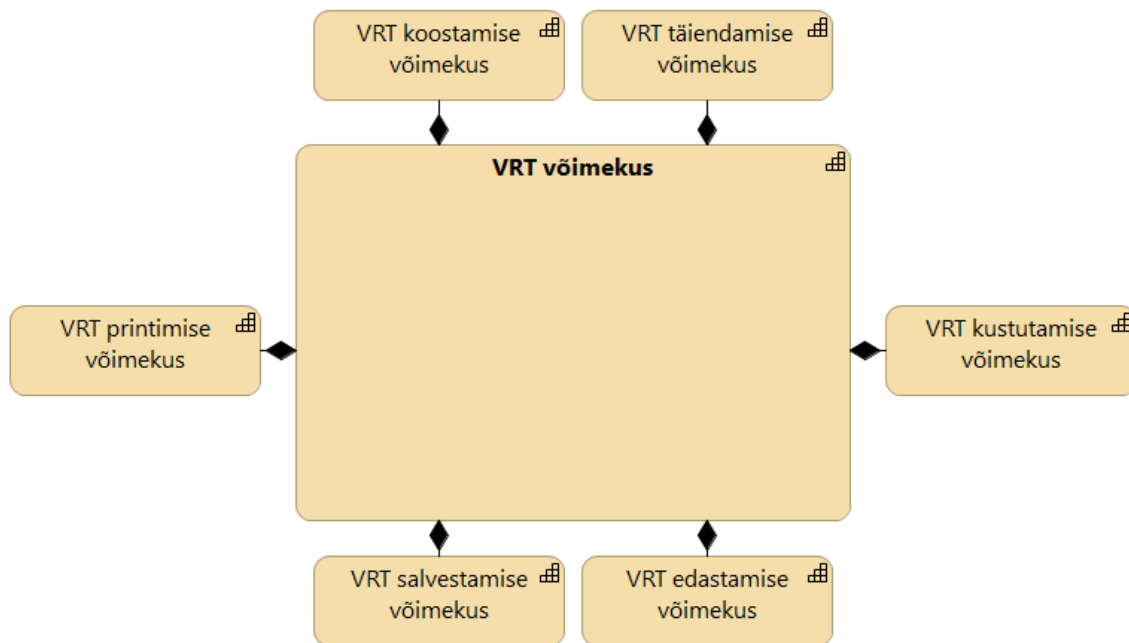 VRT koostamise
võimekus
VRT täiendamise
võimekus
VRT võimekus
VRT printimise
võimekus
VRT kustutamise
võimekus
VRT salvestamise
võimekus
VRT edastamise
võimekus